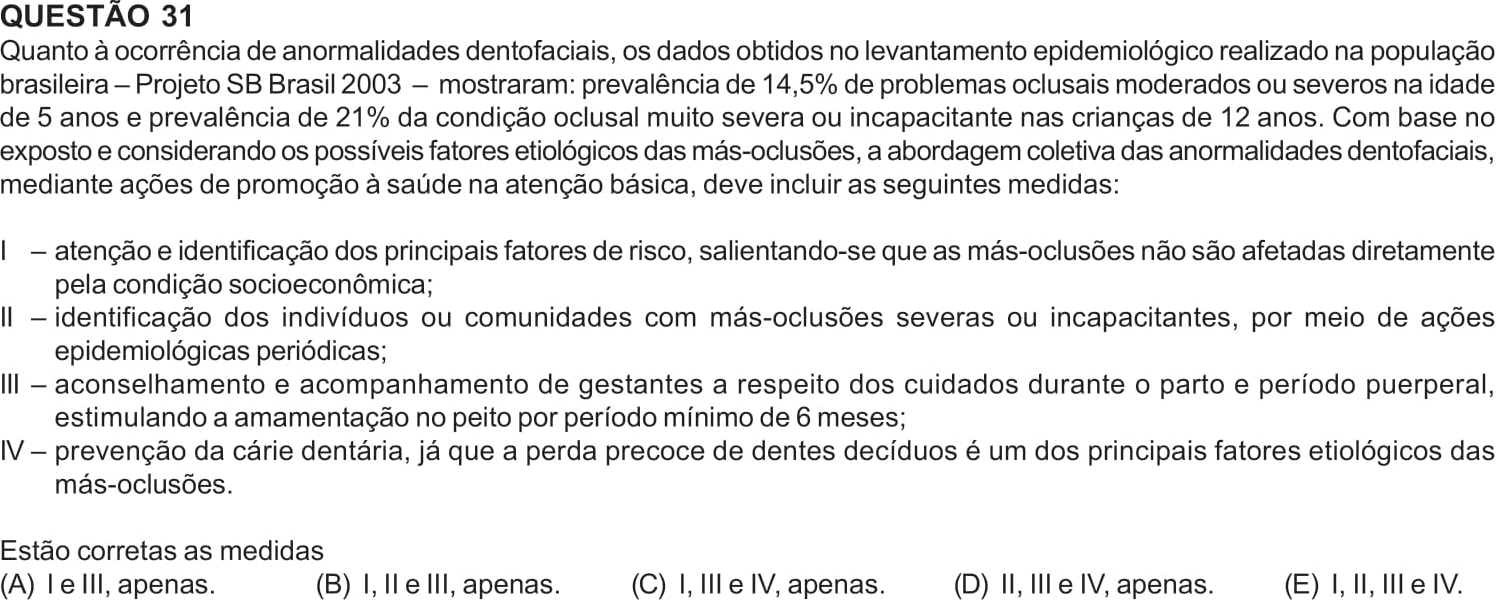 QUESTÃO 31
Quanto à ocorrência de anormalidades dentofaciais, os dados obtidos no levantamento epidemiológico realizado na população
brasileira – Projeto SB Brasil 2003 – mostraram: prevalência de 14,5% de problemas oclusais moderados ou severos na idade
de 5 anos e prevalência de 21% da condição oclusal muito severa ou incapacitante nas crianças de 12 anos. Com base no
exposto e considerando os possíveis fatores etiológicos das más-oclusões, a abordagem coletiva das anormalidades dentofaciais,
mediante ações de promoção à saúde na atenção básica, deve incluir as seguintes medidas:
I – atenção e identificação dos principais fatores de risco, salientando-se que as más-oclusões não são afetadas diretamente
pela condição socioeconômica;
II – identificação dos indivíduos ou comunidades com más-oclusões severas ou incapacitantes, por meio de ações
epidemiológicas periódicas;
III – aconselhamento e acompanhamento de gestantes a respeito dos cuidados durante o parto e período puerperal,
estimulando a amamentação no peito por período mínimo de 6 meses;
IV – prevenção da cárie dentária, já que a perda precoce de dentes decíduos é um dos principais fatores etiológicos das
más-oclusões.
Estão corretas as medidas
(A) I e III, apenas. (B) I, II e III, apenas. (C) I, III e IV, apenas. (D) II, III e IV, apenas. (E) I, II, III e IV.